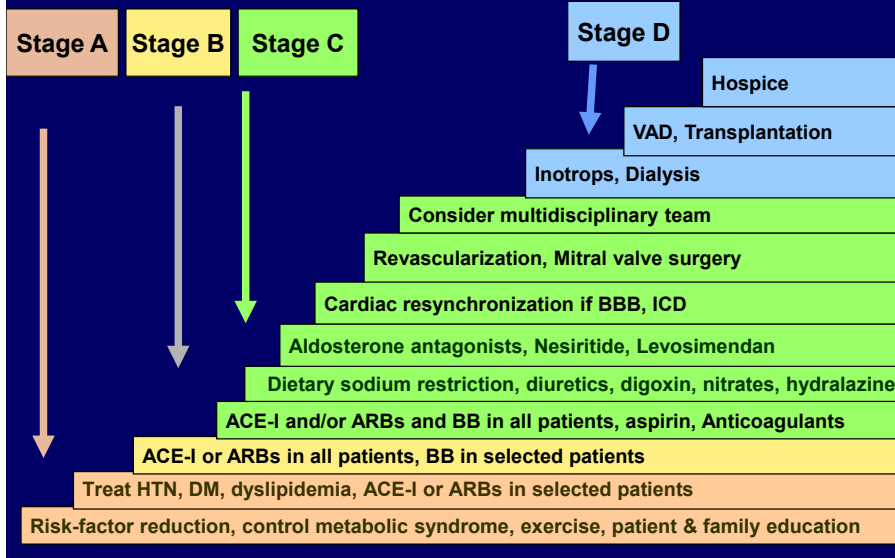 Stage A
Stage B
Stage C
Stage D
Hospice
VAD, Transplantation
Inotrops, Dialysis
Consider multidisciplinary team
Revascularization, Mitral valve surgery
Cardiac resynchronization if BBB, ICD
Aldosterone antagonists, Nesiritide, Levosimendan
Dietary sodium restriction, diuretics, digoxin, nitrates, hydralazine
ACE-I and/or ARBs and BB in all patients, aspirin, Anticoagulants
ACE-I or ARBs in all patients, BB in selected patients
Treat HTN, DM, dyslipidemia, ACE-I or ARBs in selected patients
Risk-factor reduction, control metabolic syndrome, exercise, patient & family education